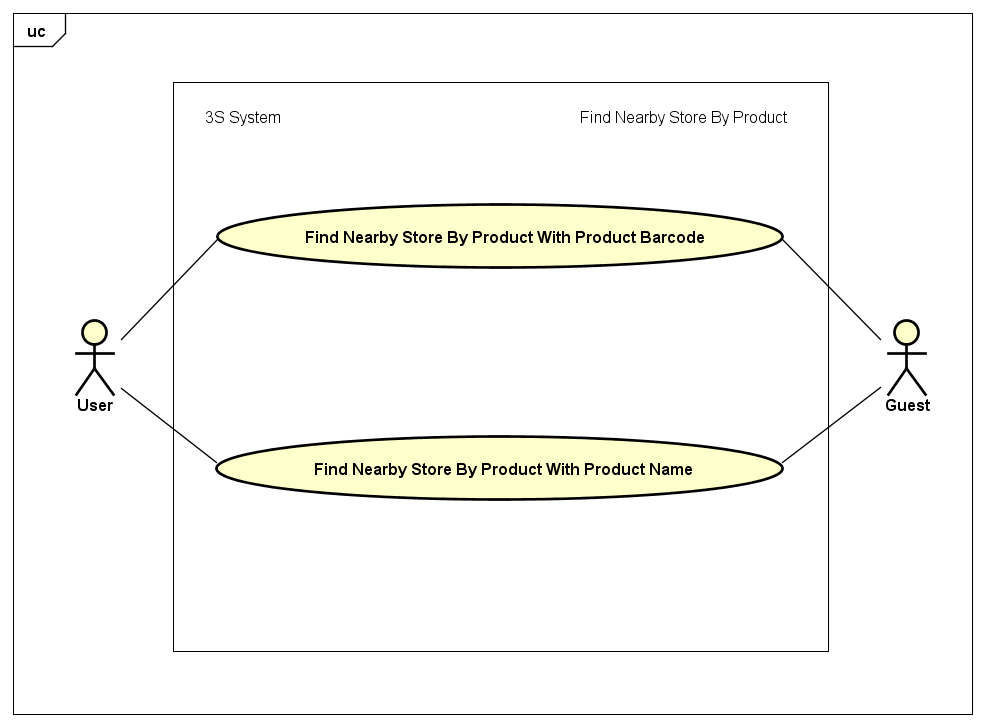 uc
3S System
Find Nearby Store By Product
Find Nearby Store By Product With Product Barcode
User
Guest
Find Nearby Store By Product With Product Name